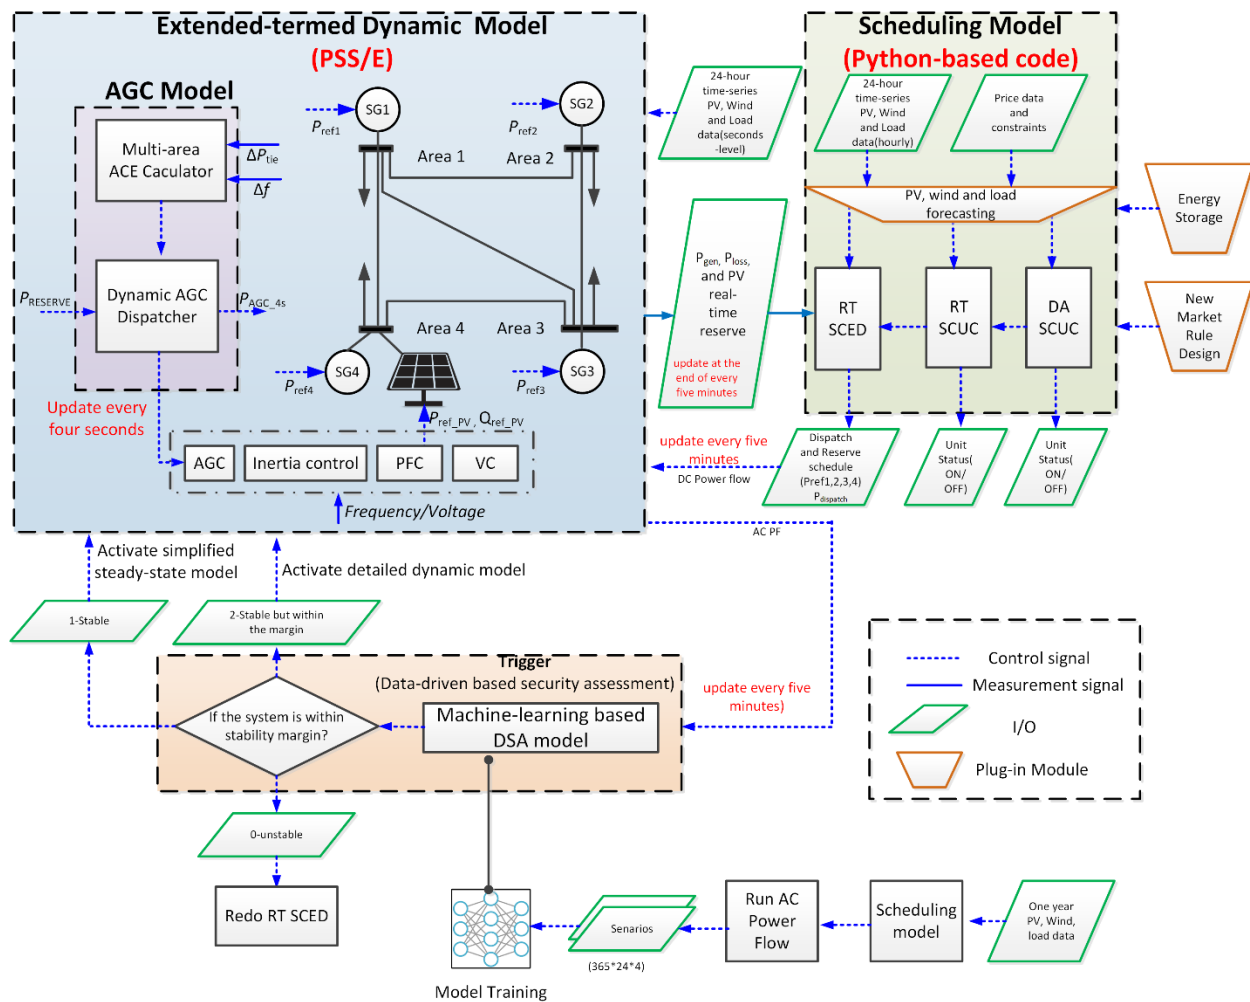 Extended-termed Dynamic Model
(PSS/E)
Scheduling Model
(Python-based code)
AGC Model
Multi-area
ACE Caculator
ΔPtie
Δf
Dynamic AGC
Dispatcher
PRESERVE
PAGC_4s
Update every
four seconds
SG1
Pref1
SG2
Pref2
Area 1
Area 2
Area 4
Area 3
SG4
Pref4
SG3
Pref3
Pref_PV , Qref_PV
AGC
Inertia control
PFC
VC
Frequency/Voltage
24-hour
time-series
PV, Wind
and Load
data(seconds
-level)
24-hour
time-series
PV, Wind
and Load
data(hourly)
Price data
and
constraints
PV, wind and load
forecasting
Energy
Storage
New
Market
Rule
Design
Pgen, Ploss,
and PV
real-
time
reserve
update at the
end of every
five minutes
RT
SCED
RT
SCUC
DA
SCUC
update every five
minutes
DC Power flow
Dispatch
and Reserve
schedule
(Pref1,2,3,4)
Pdispatch
Unit
Status(
ON/
OFF)
Unit
Status(
ON/
OFF)
AC PF
Activate simplified
steady-state model
Activate detailed dynamic model
1-Stable
2-Stable but within
the margin
Trigger
(Data-driven based security assessment)
If the system is within
stability margin?
Machine-learning based
DSA model
update every five
minutes)
0-unstable
Redo RT SCED
Control signal
Measurement signal
I/O
Plug-in Module
Model Training
Senarios
(365*24*4)
Run AC
Power
Flow
Scheduling
model
One year
PV, Wind,
load data